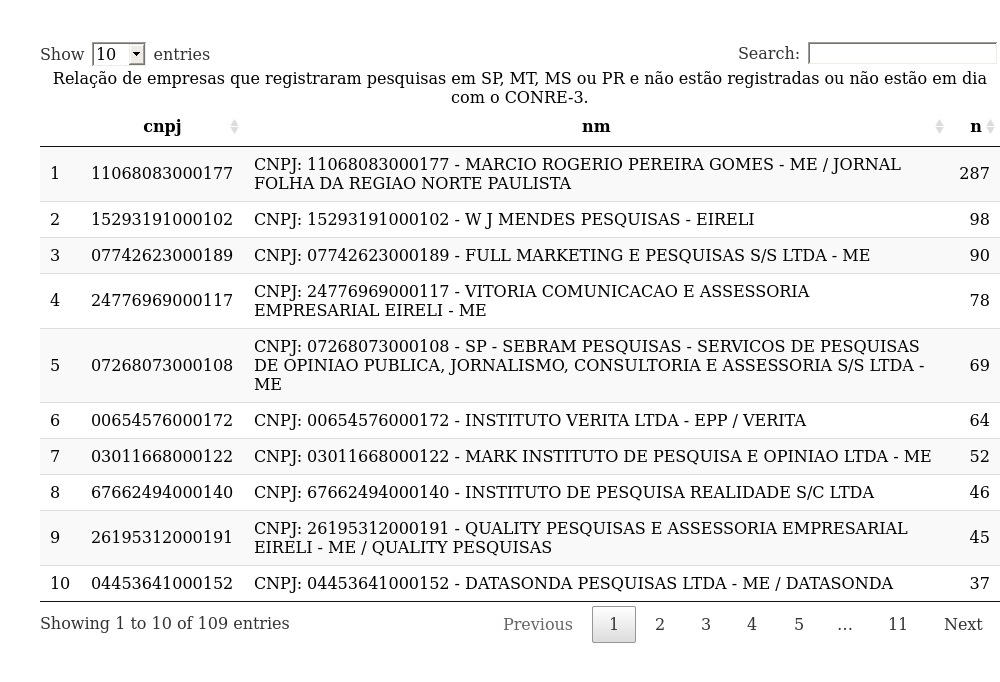 Show 10 entries
Search:
Relação de empresas que registraram pesquisas em SP, MT, MS ou PR e não estão registradas ou não estão em dia
com o CONRE-3.
cnpj nm n
1 11068083000177 CNPJ: 11068083000177 - MARCIO ROGERIO PEREIRA GOMES - ME / JORNAL
FOLHA DA REGIAO NORTE PAULISTA 287
2 15293191000102 CNPJ: 15293191000102 - W J MENDES PESQUISAS - EIRELI 98
3 07742623000189 CNPJ: 07742623000189 - FULL MARKETING E PESQUISAS S/S LTDA - ME 90
4 24776969000117 CNPJ: 24776969000117 - VITORIA COMUNICACAO E ASSESSORIA
EMPRESARIAL EIRELI - ME 78
5 07268073000108 CNPJ: 07268073000108 - SP - SEBRAM PESQUISAS - SERVICOS DE PESQUISAS
DE OPINIAO PUBLICA, JORNALISMO, CONSULTORIA E ASSESSORIA S/S LTDA -
ME 69
6 00654576000172 CNPJ: 00654576000172 - INSTITUTO VERITA LTDA - EPP / VERITA 64
7 03011668000122 CNPJ: 03011668000122 - MARK INSTITUTO DE PESQUISA E OPINIAO LTDA - ME 52
8 67662494000140 CNPJ: 67662494000140 - INSTITUTO DE PESQUISA REALIDADE S/C LTDA 46
9 26195312000191 CNPJ: 26195312000191 - QUALITY PESQUISAS E ASSESSORIA EMPRESARIAL
EIRELI - ME / QUALITY PESQUISAS 45
10 04453641000152 CNPJ: 04453641000152 - DATASONDA PESQUISAS LTDA - ME / DATASONDA 37
Showing 1 to 10 of 109 entries
Previous 1 2 3 4 5 … 11 Next